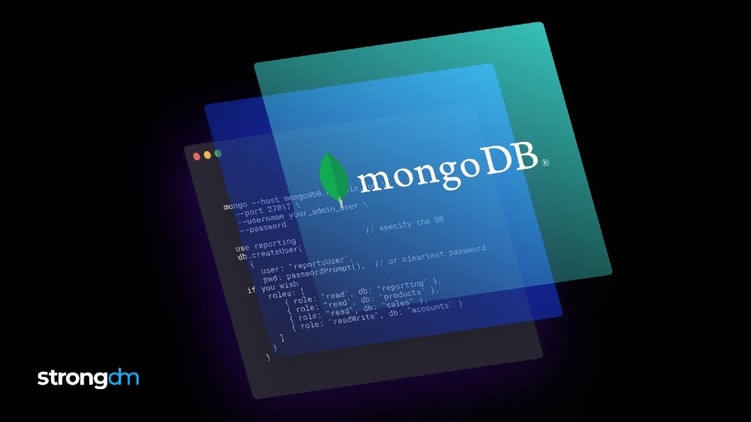 mongoDB®
mongo --host mongodb0.
--port 27017 \
--username your_admin_user \
--password
use reporting // specify the DB
db.createUser(
{
user: "reportsUser",
pwd: passwordPrompt(), // or cleartext password
if you wish
roles: [
{ role: "read", db: "reporting" },
{ role: "read", db: "products" },
{ role: "read", db: "sales" },
{ role: "readWrite", db: "accounts" }
]
}
)
strongdm